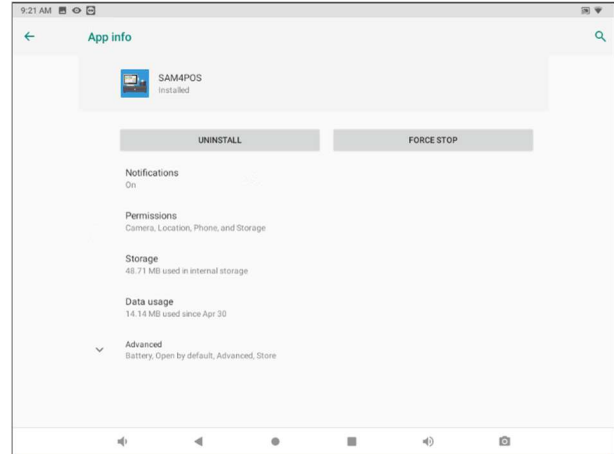 9:21 AM
App info
SAM4POS
Installed
UNINSTALL
FORCE STOP
Notifications
On
Permissions
Camera, Location, Phone, and Storage
Storage
48.71 MB used in internal storage
Data usage
14.14 MB used since Apr 30
Advanced
Battery, Open by default, Advanced, Store